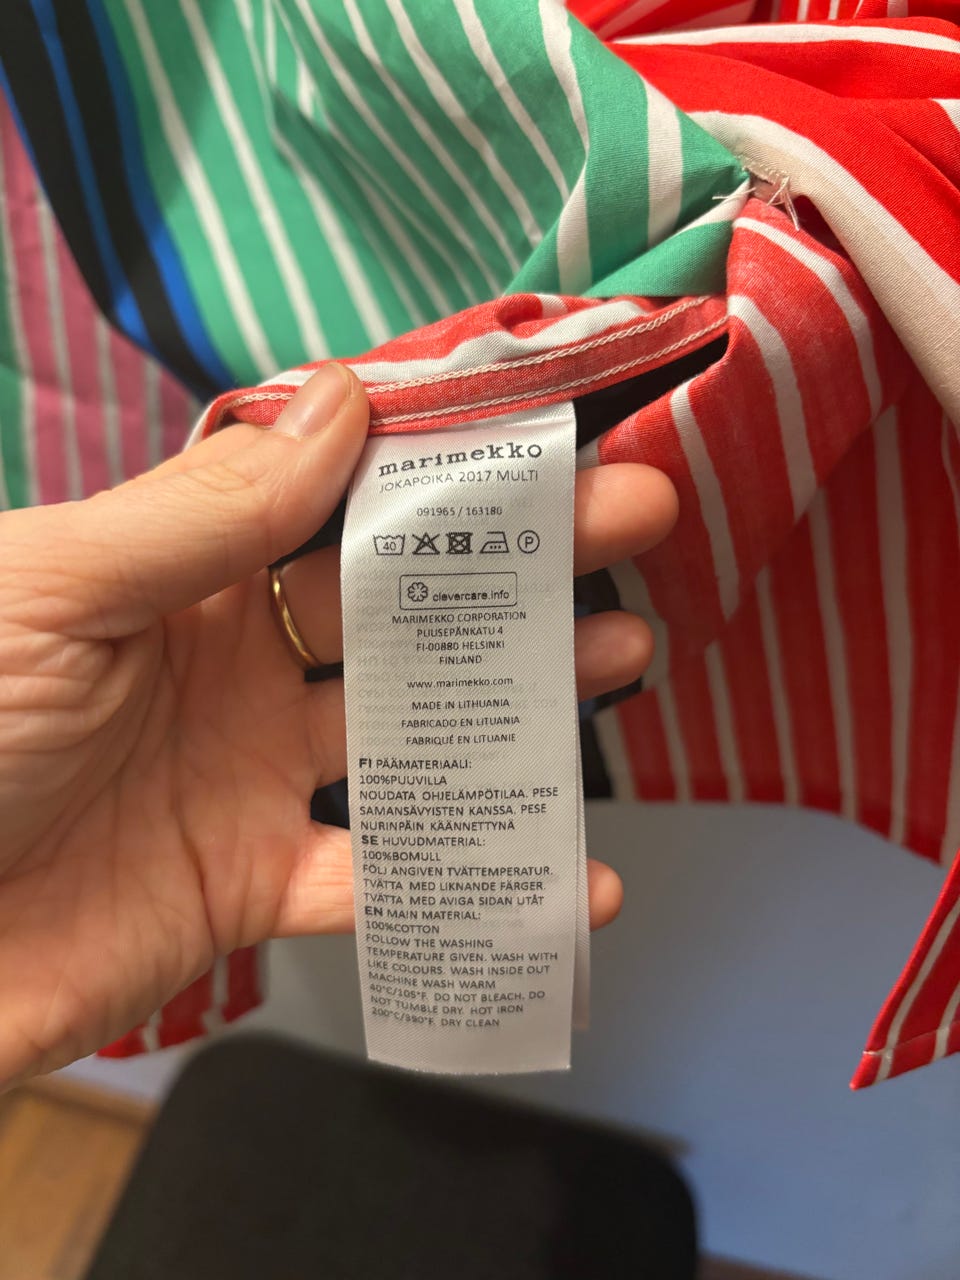 marimekko
JOKAPOIKA 2017 MULTI
091965 / 163180
40 P
clevercare.info
MARIMEKKO CORPORATION
PUUSEPÄNKATU 4
FI-00880 HELSINKI
FINLAND
www.marimekko.com
MADE IN LITHUANIA
FABRICADO EN LITUANIA
FABRIQUÉ EN LITUANIE
FI PÄÄMATERIAALI:
100%PUUVILLA
NOUDATA OHJELÄMPÖTILAA. PESE
SAMANSÄVYISTEN KANSSA. PESE
NURINPÄIN KÄÄNNETTYNÄ
SE HUVUDMATERIAL:
100%BOMULL
FÖLJ ANGIVEN TVÄTTEMPERATUR.
TVÄTTA MED LIKNANDE FÄRGER.
TVÄTTA MED AVIGA SIDAN UTÅT
EN MAIN MATERIAL:
100%COTTON
FOLLOW THE WASHING
TEMPERATURE GIVEN. WASH WITH
LIKE COLOURS. WASH INSIDE OUT
MACHINE WASH WARM
40°C/105°F. DO NOT BLEACH. DO
NOT TUMBLE DRY. HOT IRON
200°C/390°F. DRY CLEAN